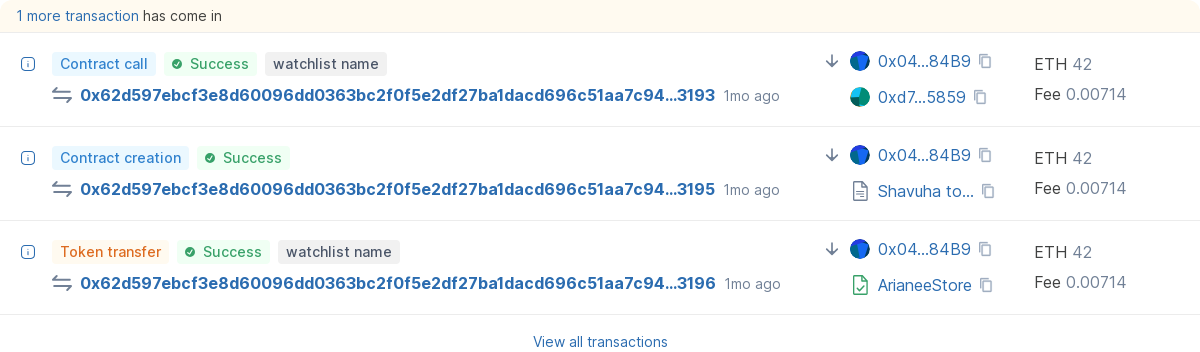 1 more transaction has come in
Contract call Success watchlist name
0x62d597ebcf3e8d60096dd0363bc2f0f5e2df27ba1dacd696c51aa7c94...3193 1mo ago
0x04...84B9
0xd7...5859
ETH 42
Fee 0.00714
Contract creation Success
0x62d597ebcf3e8d60096dd0363bc2f0f5e2df27ba1dacd696c51aa7c94...3195 1mo ago
0x04...84B9
Shavuha to...
ETH 42
Fee 0.00714
Token transfer Success watchlist name
0x62d597ebcf3e8d60096dd0363bc2f0f5e2df27ba1dacd696c51aa7c94...3196 1mo ago
0x04...84B9
ArianeeStore
ETH 42
Fee 0.00714
View all transactions